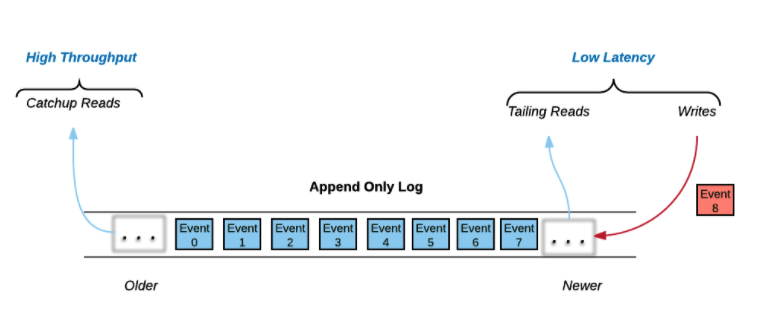 High Throughput
Low Latency
Catchup Reads
Tailing Reads
Writes
Append Only Log
Event
8
. . .
Event
0
Event
1
Event
2
Event
3
Event
4
Event
5
Event
6
Event
7
. . .
Older
Newer